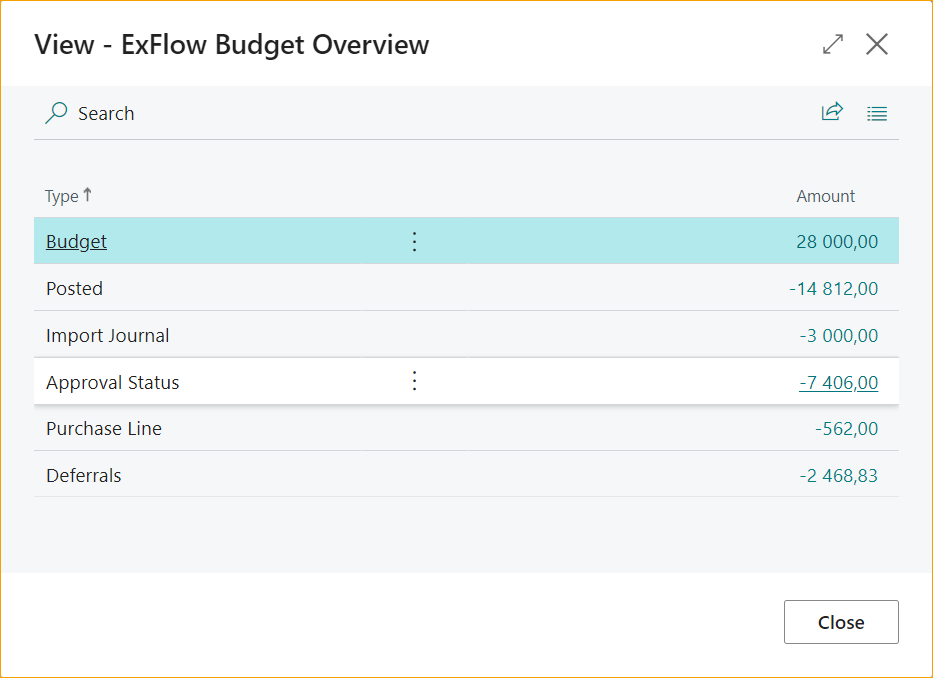 View - ExFlow Budget Overview
Search
Type ↑ Amount
Budget 28 000,00
Posted -14 812,00
Import Journal -3 000,00
Approval Status -7 406,00
Purchase Line -562,00
Deferrals -2 468,83
Close